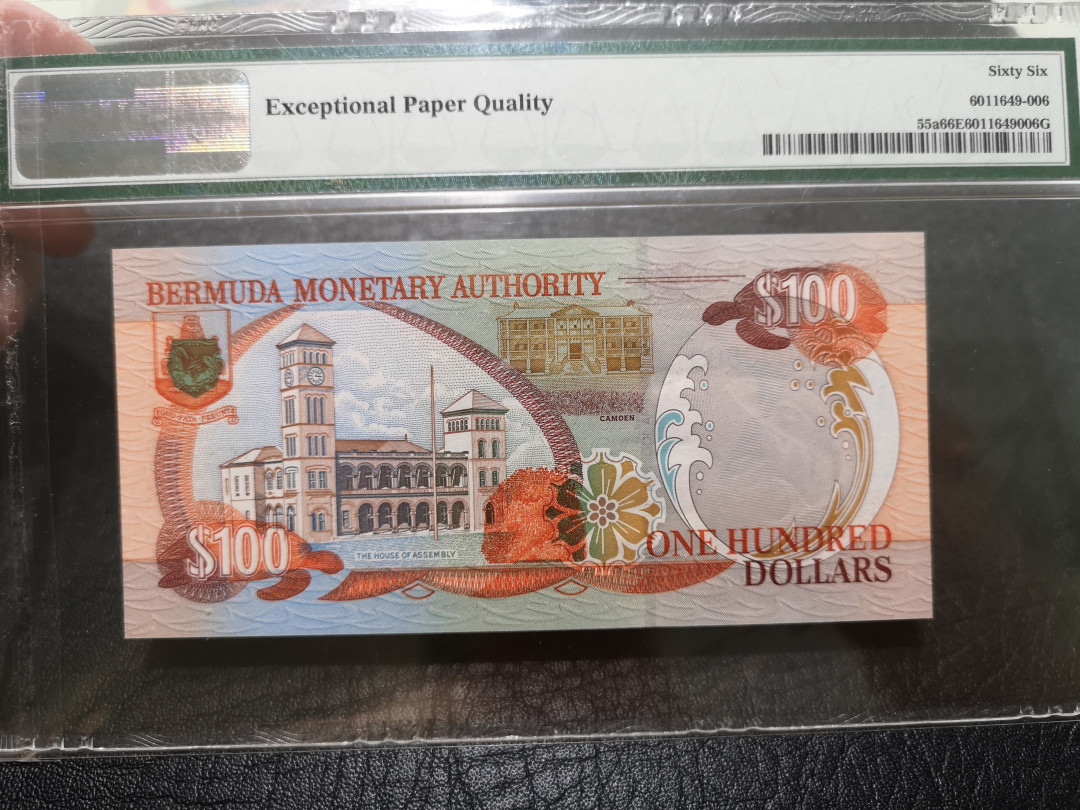 Exceptional Paper Quality
Sixty Six
6011649-006
55a66E6011649006G
BERMUDA MONETARY AUTHORITY
$100
CAMDEN
$100
THE HOUSE OF ASSEMBLY
ONE HUNDRED
DOLLARS